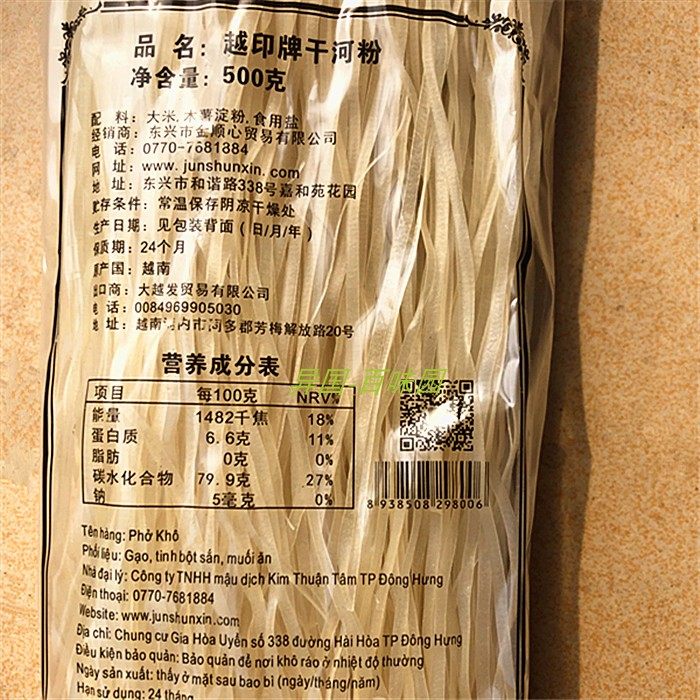 品 名：越印牌干河粉
净含量：500克
配 料：大米,木薯淀粉,食用盐
经销商：东兴市金顺心贸易有限公司
电 话：0770-7681884
网 址：www.junshunxin.com
地 址：东兴市和谐路338号嘉和苑花园
贮存条件：常温保存阴凉干燥处
生产日期：见包装背面（日/月/年）
保质期：24个月
原产国：越南
出口商：大越发贸易有限公司
电 话：0084969905030
地 址：越南河内市河多郡芳梅解放路20号
营养成分表
项目 每100克 NRV%
能量 1482千焦 18%
蛋白质 6.6克 11%
脂肪 0克 0%
碳水化合物 79.9克 27%
钠 5毫克 0%
异国 百味园
8 938508 298006
Tên hàng: Phở Khô
Phối liệu: Gạo, tinh bột sắn, muối ăn
Nhà đại lý: Công ty TNHH mậu dịch Kim Thuận Tâm TP Đông Hưng
Điện thoại: 0770-7681884
Website: www.junshunxin.com
Địa chỉ: Chung cư Gia Hòa Uyển số 338 đường Hài Hòa TP Đông Hưng
Điều kiện bảo quản: Bảo quản để nơi khô ráo ở nhiệt độ thường
Ngày sản xuất: thấy ở mặt sau bao bì (ngày/tháng/năm)
Hạn sử dụng: 24 tháng